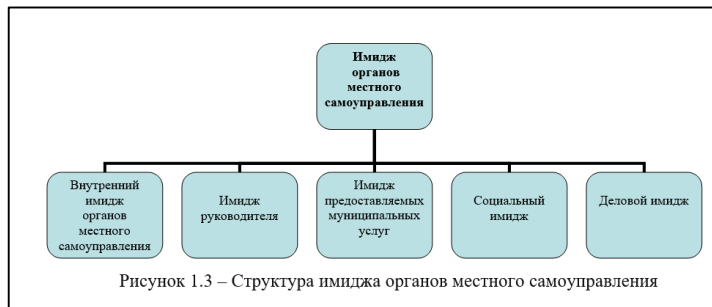 Имидж
органов
местного
самоуправления
Внутренний
имидж
органов
местного
самоуправления
Имидж
руководителя
Имидж
предоставляемых
муниципальных
услуг
Социальный
имидж
Деловой имидж
Рисунок 1.3 – Структура имиджа органов местного самоуправления